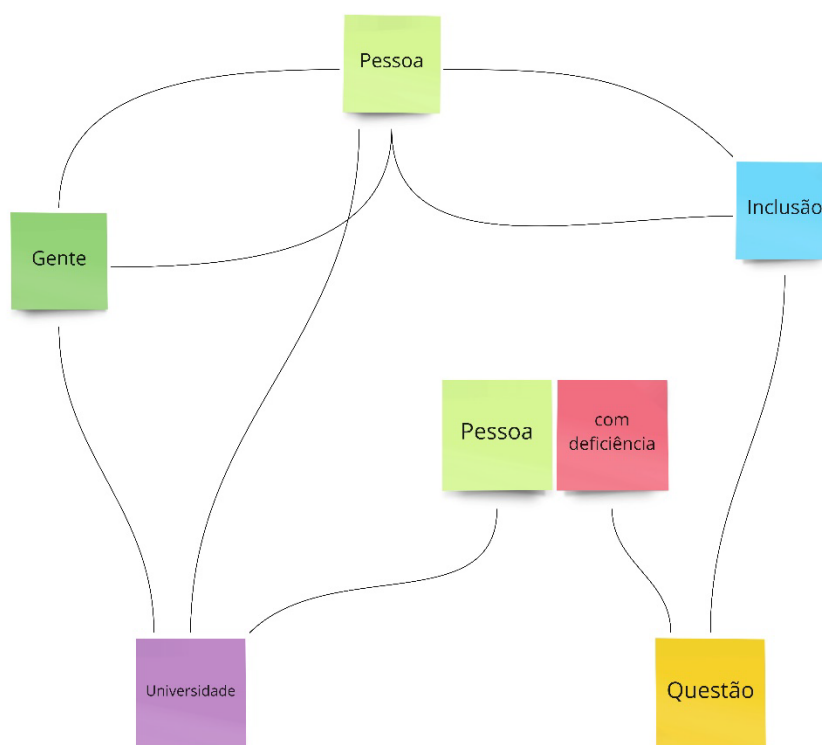 Pessoa
Inclusão
Gente
Pessoa
com
deficiência
Universidade
Questão